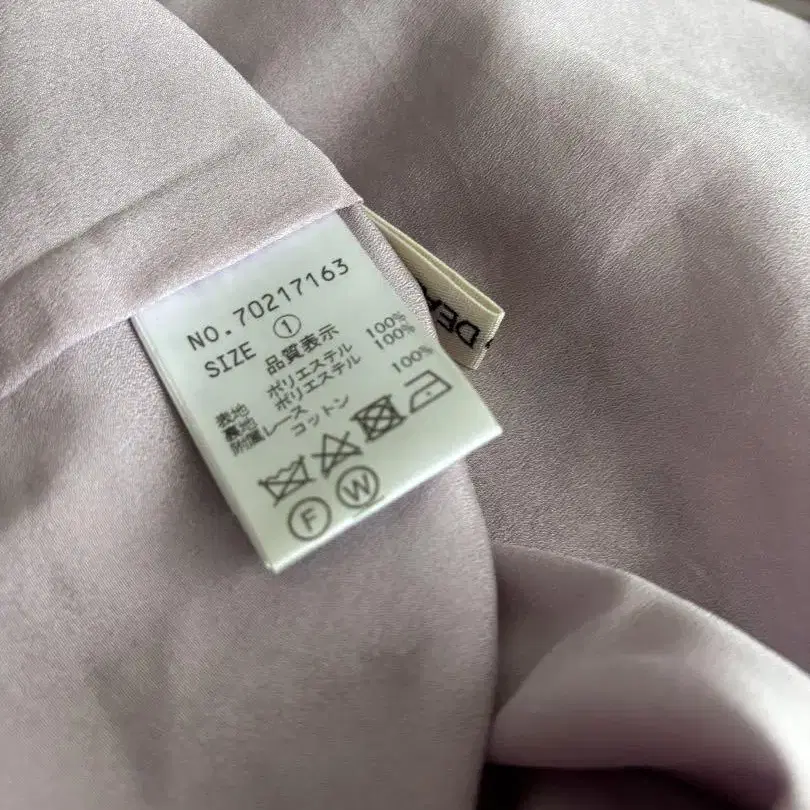 NO.70217163
SIZE ①
品質表示
表地 ポリエステル 100%
裏地 ポリエステル 100%
附属レース コットン 100%
Ⓕ Ⓦ